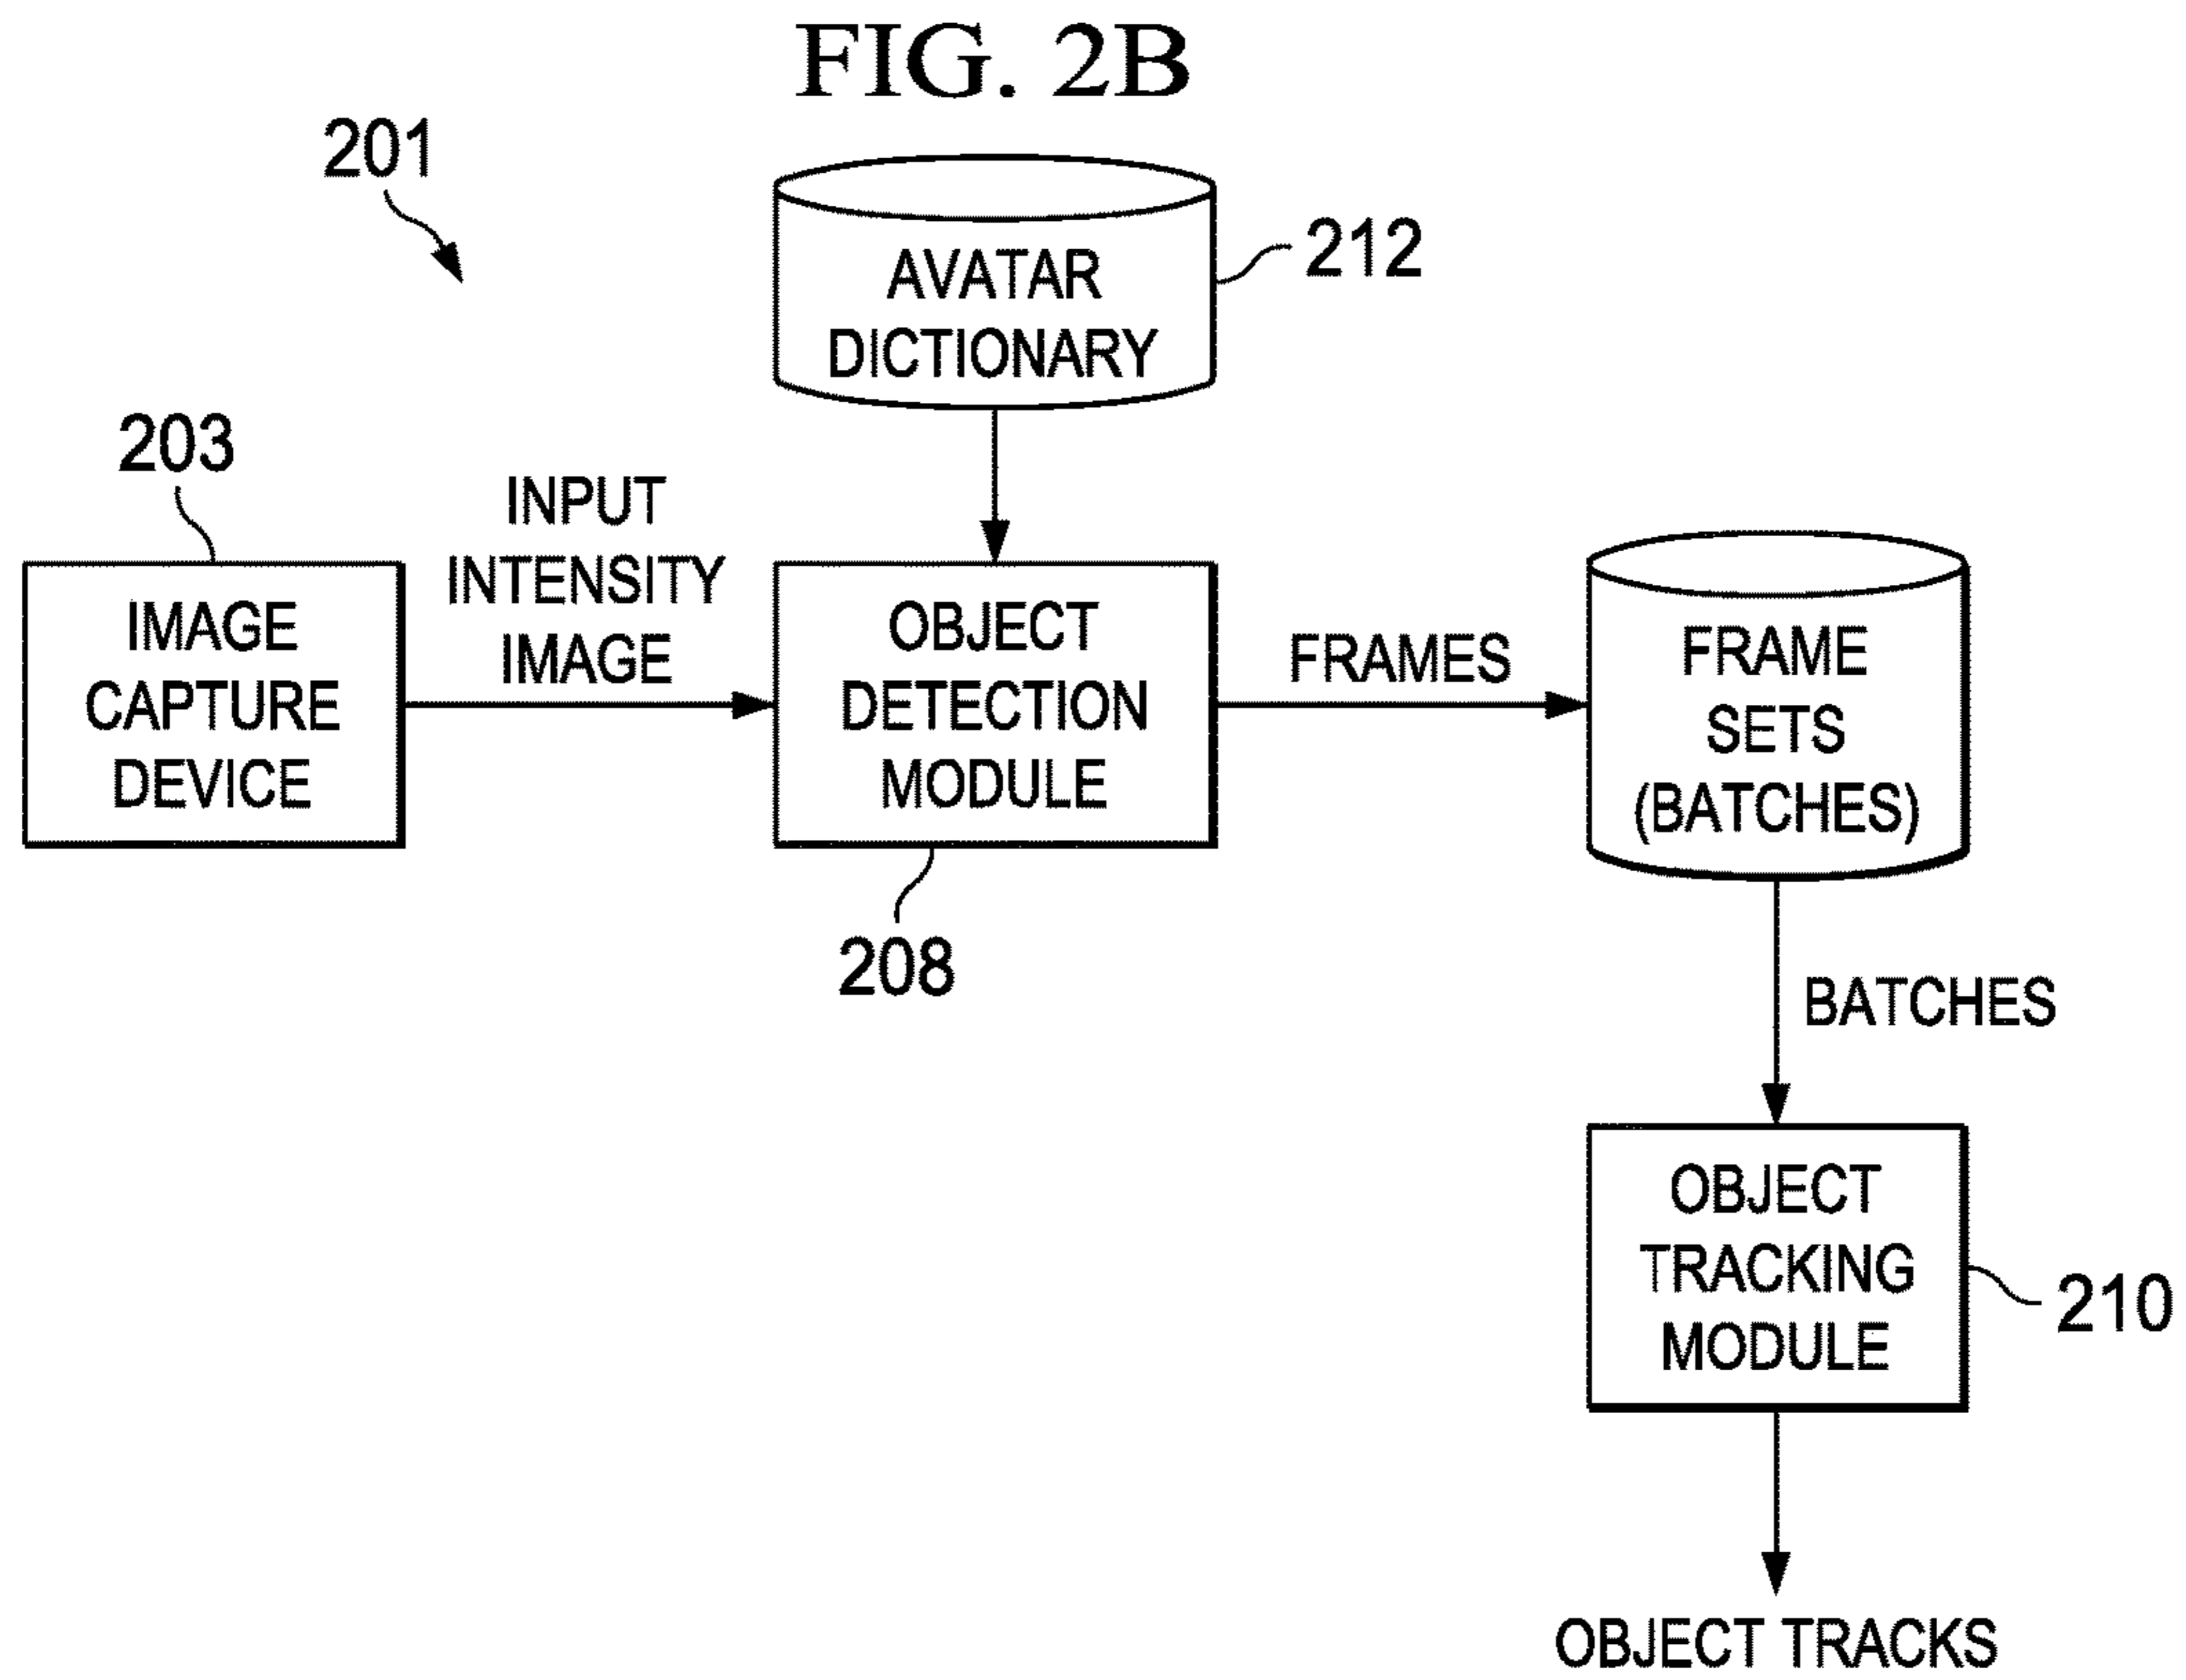 FIG. 2B
201
AVATAR
DICTIONARY
212
203
INPUT
INTENSITY
IMAGE
IMAGE
CAPTURE
DEVICE
OBJECT
DETECTION
MODULE
208
FRAMES
FRAME
SETS
(BATCHES)
BATCHES
OBJECT
TRACKING
MODULE
210
OBJECT TRACKS